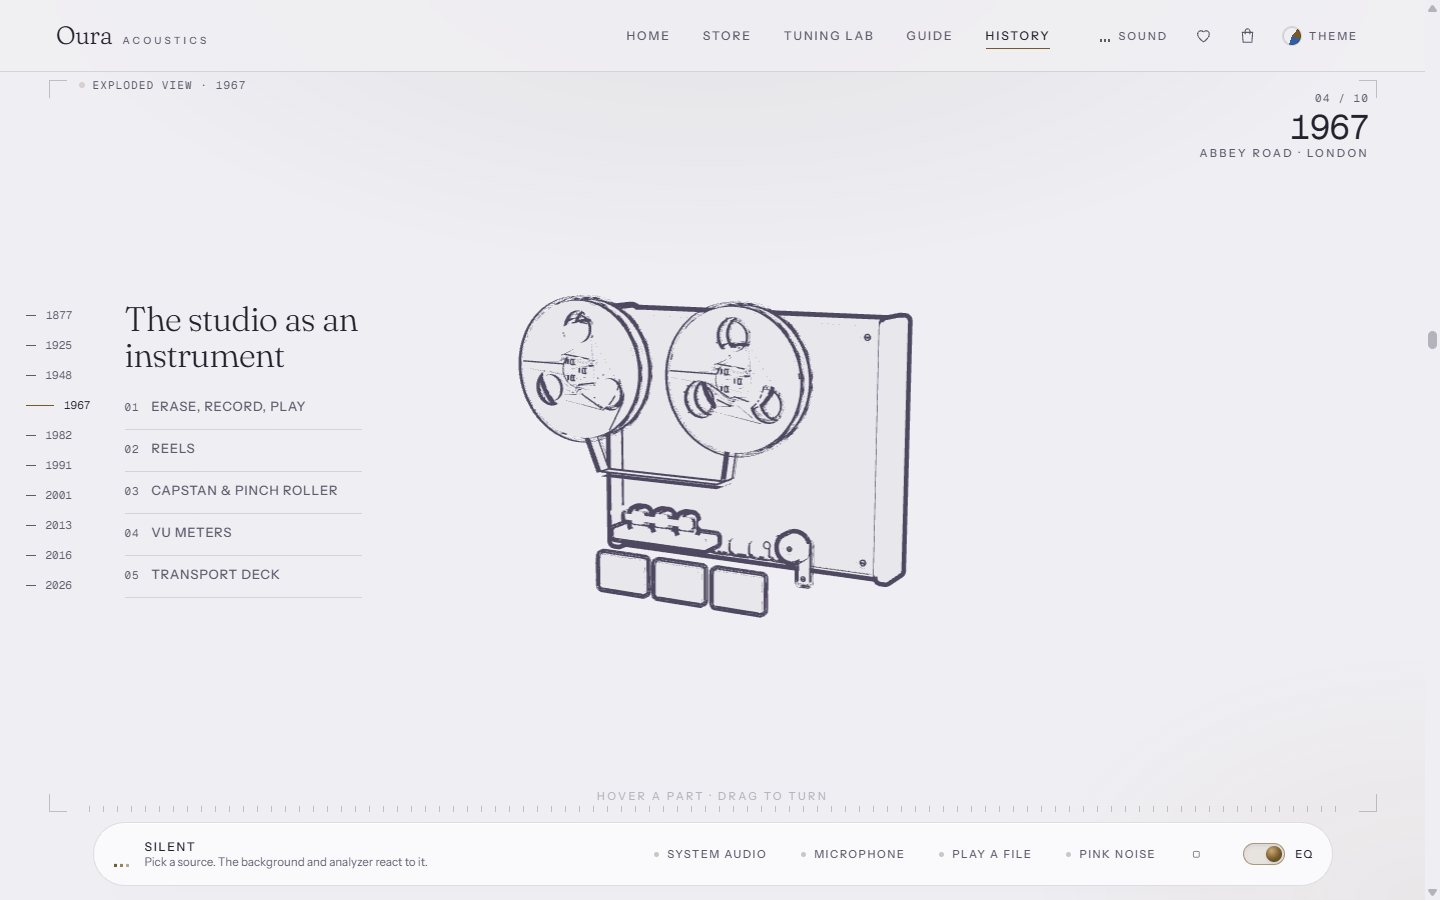 Oura ACOUSTICS
HOME
STORE
TUNING LAB
GUIDE
HISTORY
SOUND
THEME
EXPLODED VIEW · 1967
04 / 10
1967
ABBEY ROAD · LONDON
1877
1925
1948
1967
1982
1991
2001
2013
2016
2026
The studio as an
instrument
01 ERASE, RECORD, PLAY
02 REELS
03 CAPSTAN & PINCH ROLLER
04 VU METERS
05 TRANSPORT DECK
HOVER A PART · DRAG TO TURN
SILENT
Pick a source. The background and analyzer react to it.
SYSTEM AUDIO
MICROPHONE
PLAY A FILE
PINK NOISE
EQ